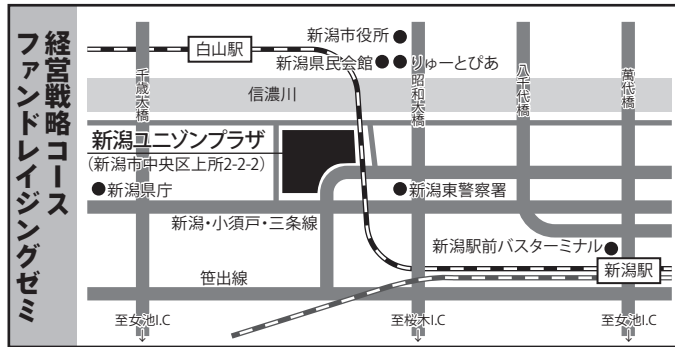 経営戦略コース
ファンドレイジングゼミ
白山駅
新潟市役所
新潟県民会館
りゅーとぴあ
千歳大橋
昭和大橋
八千代橋
萬代橋
信濃川
新潟ユニゾンプラザ
(新潟市中央区上所2-2-2)
新潟県庁
新潟東警察署
新潟・小須戸・三条線
新潟駅前バスターミナル
新潟駅
笹出線
至女池I.C
至桜木I.C
至女池I.C